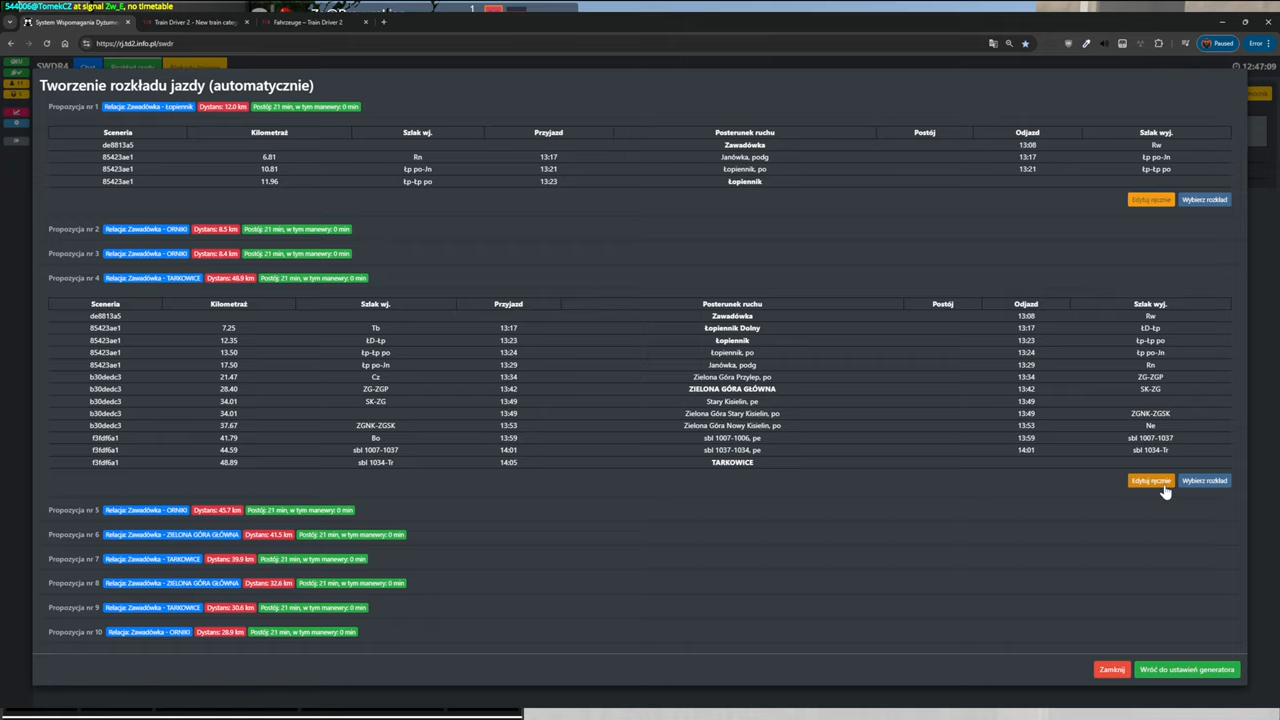 544006@TomekCZ at signal Zw_E, no timetable
System Wspomagania Dyżurne
Train Driver 2 - New train categ
Fahrzeuge – Train Driver 2
https://rj.td2.info.pl/swdr
Paused
Error
SWDR4
12:47:09
Tworzenie rozkładu jazdy (automatycznie)
Propozycja nr 1 Relacja: Zawadówka - Łopiennik Dystans: 12.0 km Postój: 21 min, w tym manewry: 0 min
Sceneria Kilometraż Szlak wj. Przyjazd Posterunek ruchu Postój Odjazd Szlak wyj.
de8813a5 Zawadówka 13:08 Rw
85423ae1 6.81 Rn 13:17 Janówka, podg 13:17 Łp po-Jn
85423ae1 10.81 Łp po-Jn 13:21 Łopiennik, po 13:21 Łp-Łp po
85423ae1 11.96 Łp-Łp po 13:23 Łopiennik
Edytuj ręcznie Wybierz rozkład
Propozycja nr 2 Relacja: Zawadówka - ORNIKI Dystans: 8.5 km Postój: 21 min, w tym manewry: 0 min
Propozycja nr 3 Relacja: Zawadówka - ORNIKI Dystans: 8.4 km Postój: 21 min, w tym manewry: 0 min
Propozycja nr 4 Relacja: Zawadówka - TARKOWICE Dystans: 48.9 km Postój: 21 min, w tym manewry: 0 min
Sceneria Kilometraż Szlak wj. Przyjazd Posterunek ruchu Postój Odjazd Szlak wyj.
de8813a5 Zawadówka 13:08 Rw
85423ae1 7.25 Tb 13:17 Łopiennik Dolny 13:17 ŁD-Łp
85423ae1 12.35 ŁD-Łp 13:23 Łopiennik 13:23 Łp-Łp po
85423ae1 13.50 Łp-Łp po 13:24 Łopiennik, po 13:24 Łp po-Jn
85423ae1 17.50 Łp po-Jn 13:29 Janówka, podg 13:29 Rn
b30dedc3 21.47 Cz 13:34 Zielona Góra Przylep, po 13:34 ZG-ZGP
b30dedc3 28.40 ZG-ZGP 13:42 ZIELONA GÓRA GŁÓWNA 13:42 SK-ZG
b30dedc3 34.01 SK-ZG 13:49 Stary Kisielin, pe 13:49
b30dedc3 34.01 13:49 Zielona Góra Stary Kisielin, po 13:49 ZGNK-ZGSK
b30dedc3 37.67 ZGNK-ZGSK 13:53 Zielona Góra Nowy Kisielin, po 13:53 Ne
f3fdf6a1 41.79 Bo 13:59 sbl 1007-1006, pe 13:59 sbl 1007-1037
f3fdf6a1 44.59 sbl 1007-1037 14:01 sbl 1037-1034, pe 14:01 sbl 1034-Tr
f3fdf6a1 48.89 sbl 1034-Tr 14:05 TARKOWICE
Edytuj ręcznie Wybierz rozkład
Propozycja nr 5 Relacja: Zawadówka - ORNIKI Dystans: 45.7 km Postój: 21 min, w tym manewry: 0 min
Propozycja nr 6 Relacja: Zawadówka - ZIELONA GÓRA GŁÓWNA Dystans: 41.5 km Postój: 21 min, w tym manewry: 0 min
Propozycja nr 7 Relacja: Zawadówka - TARKOWICE Dystans: 39.9 km Postój: 21 min, w tym manewry: 0 min
Propozycja nr 8 Relacja: Zawadówka - ZIELONA GÓRA GŁÓWNA Dystans: 32.6 km Postój: 21 min, w tym manewry: 0 min
Propozycja nr 9 Relacja: Zawadówka - TARKOWICE Dystans: 30.6 km Postój: 21 min, w tym manewry: 0 min
Propozycja nr 10 Relacja: Zawadówka - ORNIKI Dystans: 28.9 km Postój: 21 min, w tym manewry: 0 min
Zamknij Wróć do ustawień generatora